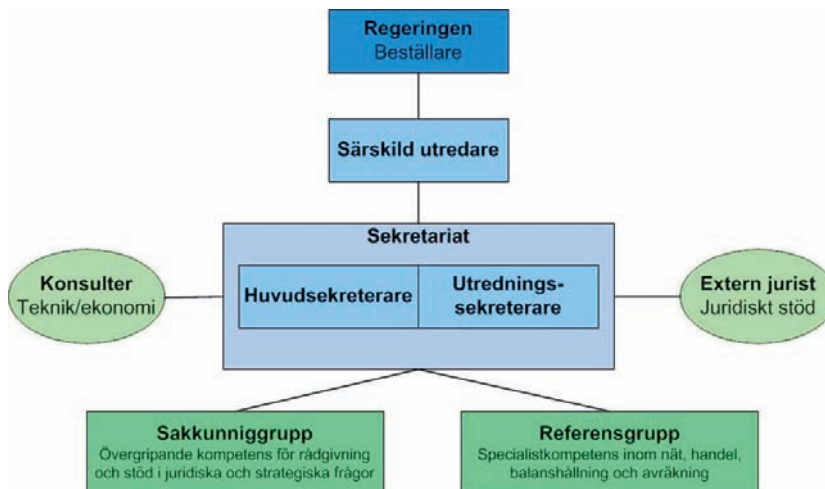 Regeringen
Beställare
Särskild utredare
Sekretariat
Konsulter
Teknik/ekonomi
Huvudsekreterare
Utrednings-
sekreterare
Extern jurist
Juridiskt stöd
Sakkunniggrupp
Övergripande kompetens för rådgivning
och stöd i juridiska och strategiska frågor
Referensgrupp
Specialistkompetens inom nät, handel,
balanshållning och avräkning